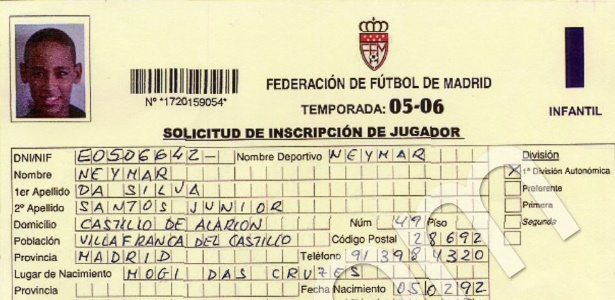 FEDERACIÓN DE FÚTBOL DE MADRID
Nº *1720159054*
TEMPORADA: 05-06
INFANTIL
SOLICITUD DE INSCRIPCIÓN DE JUGADOR
DNI/NIF E0506642- Nombre Deportivo NEYMAR
División
Nombre NEYMAR
1ª División Autonómica
1er Apellido DA SILVA
Preferente
2º Apellido SANTOS JUNIOR
Primera
Domicilio CASTILLO DE ALARCON Núm 49 Piso
Segunda
Población VILLAFRANCA DEL CASTILLO Código Postal 28692
Provincia MADRID Teléfono 91 398 4320
Lugar de Nacimiento MOGI DAS CRUZES
Provincia Fecha Nacimiento 050292